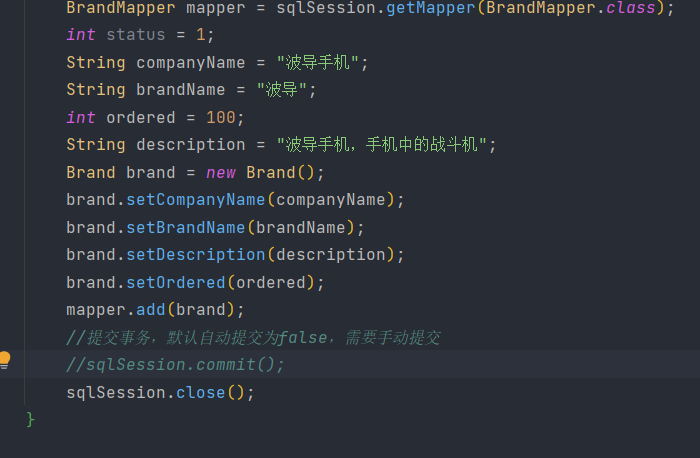 BrandMapper mapper = sqlSession.getMapper(BrandMapper.class);
int status = 1;
String companyName = "波导手机";
String brandName = "波导";
int ordered = 100;
String description = "波导手机，手机中的战斗机";
Brand brand = new Brand();
brand.setCompanyName(companyName);
brand.setBrandName(brandName);
brand.setDescription(description);
brand.setOrdered(ordered);
mapper.add(brand);
//提交事务，默认自动提交为false，需要手动提交
//sqlSession.commit();
sqlSession.close();
}